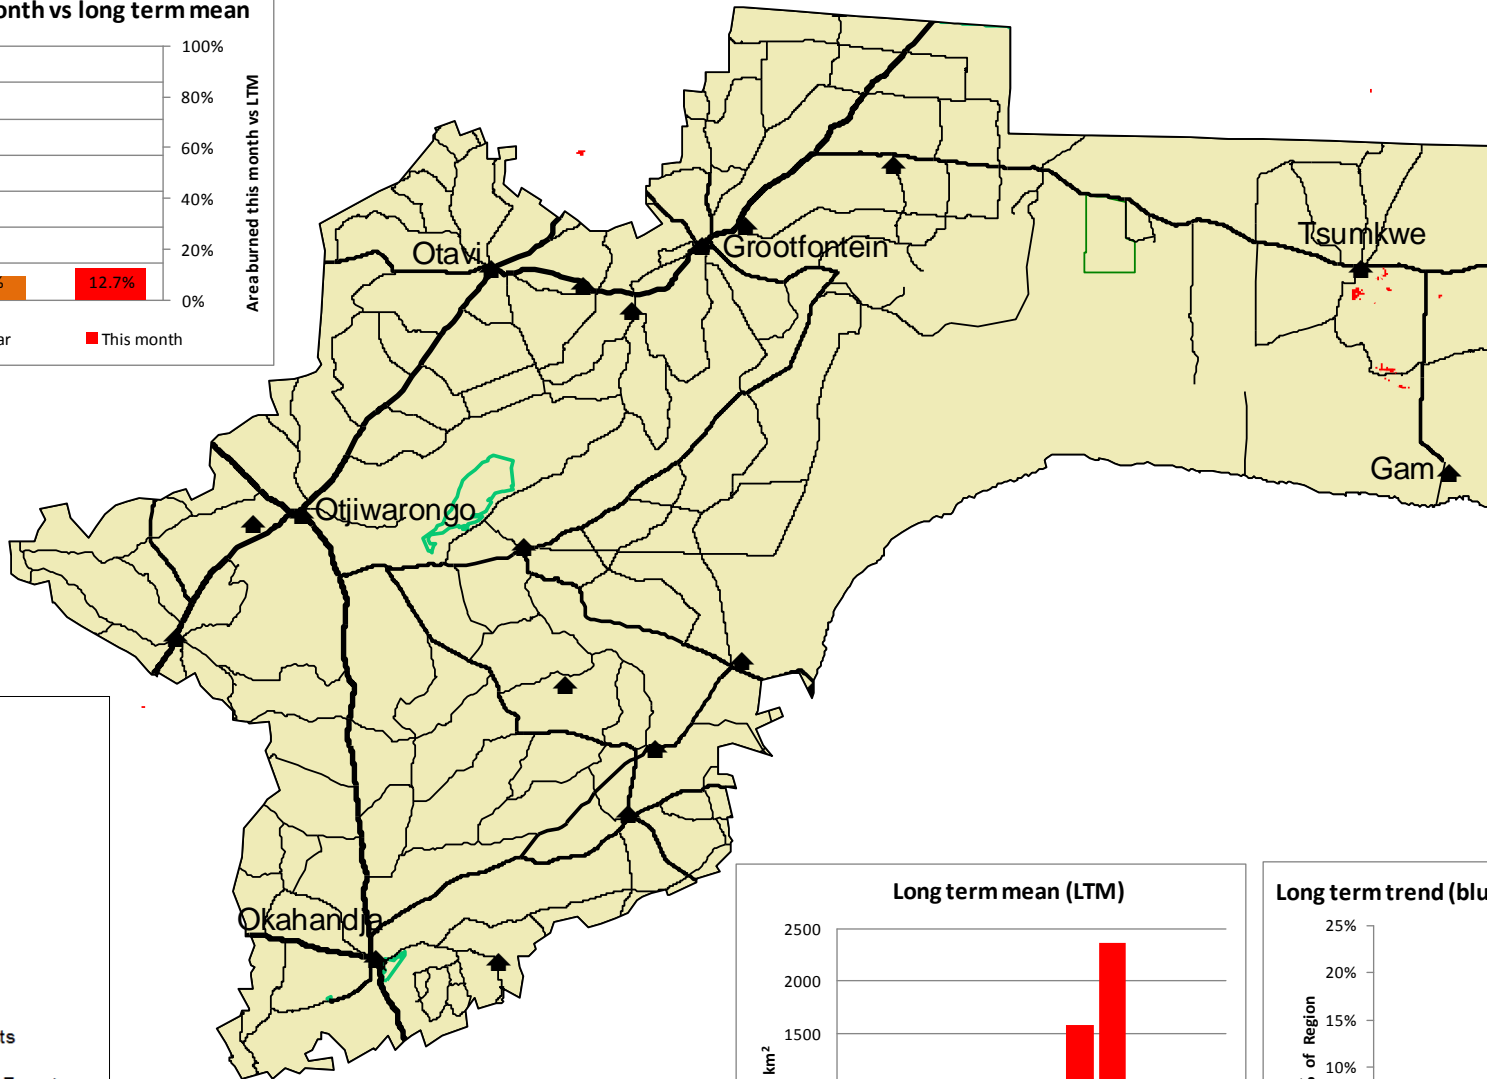 onth vs long term mean
100%
80%
60%
40%
20%
0%
Area burned this month vs LTM
%
12.7%
ar
This month
Otavi
Grootfontein
Tsumkwe
Gam
Otjiwarongo
Okahandja
ts
Long term mean (LTM)
2500
2000
1500
km²
Long term trend (blu
25%
20%
15%
10%
of Region